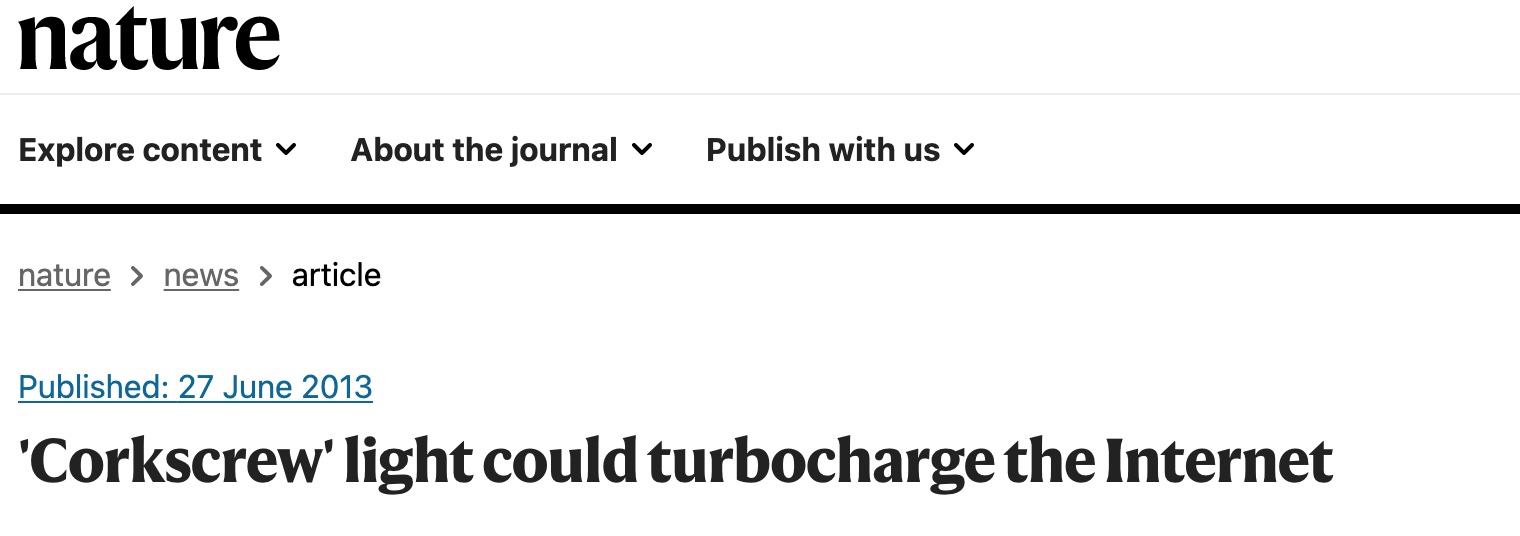 nature
Explore content About the journal Publish with us
nature > news > article
Published: 27 June 2013
'Corkscrew' light could turbocharge the Internet